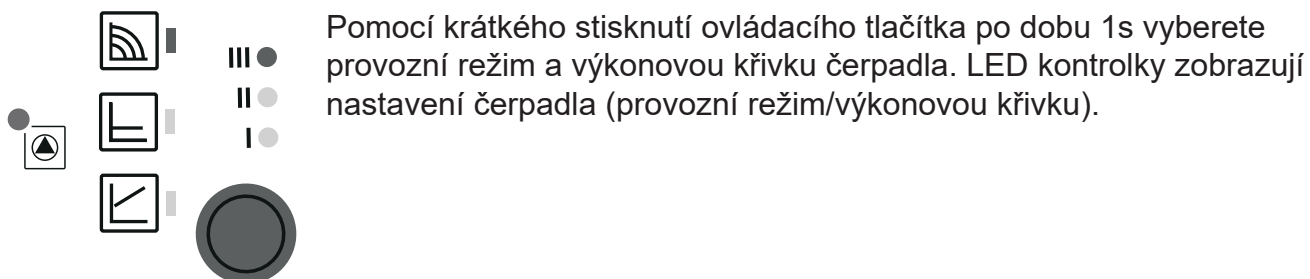 III
II
I
Pomocí krátkého stisknutí ovládacího tlačítka po dobu 1s vyberete
provozní režim a výkonovou křivku čerpadla. LED kontrolky zobrazují
nastavení čerpadla (provozní režim/výkonovou křivku).